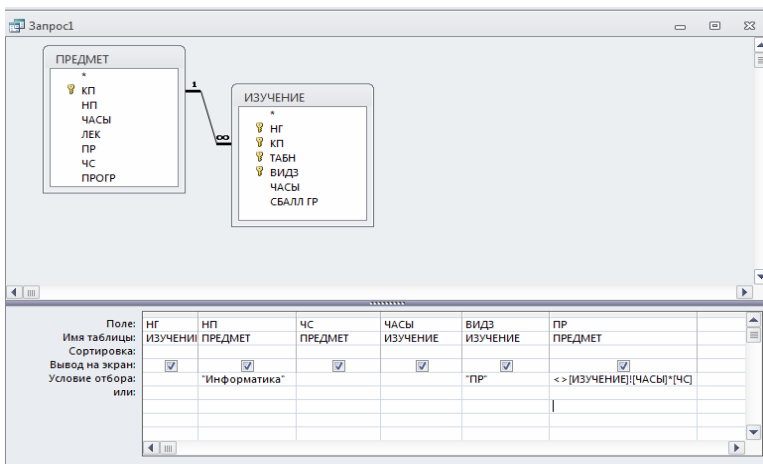 Запрос1
ПРЕДМЕТ
*
КП
НП
ЧАСЫ
ЛЕК
ПР
ЧС
ПРОГР
1
∞
ИЗУЧЕНИЕ
*
НГ
КП
ТАБН
ВИДЗ
ЧАСЫ
СБАЛЛ ГР
Поле: НГ НП ЧС ЧАСЫ ВИДЗ ПР
Имя таблицы: ИЗУЧЕНИ ПРЕДМЕТ ПРЕДМЕТ ИЗУЧЕНИЕ ИЗУЧЕНИЕ ПРЕДМЕТ
Сортировка:
Вывод на экран:
Условие отбора: "Информатика" "ПР" <>[ИЗУЧЕНИЕ]![ЧАСЫ]*[ЧС]
или: